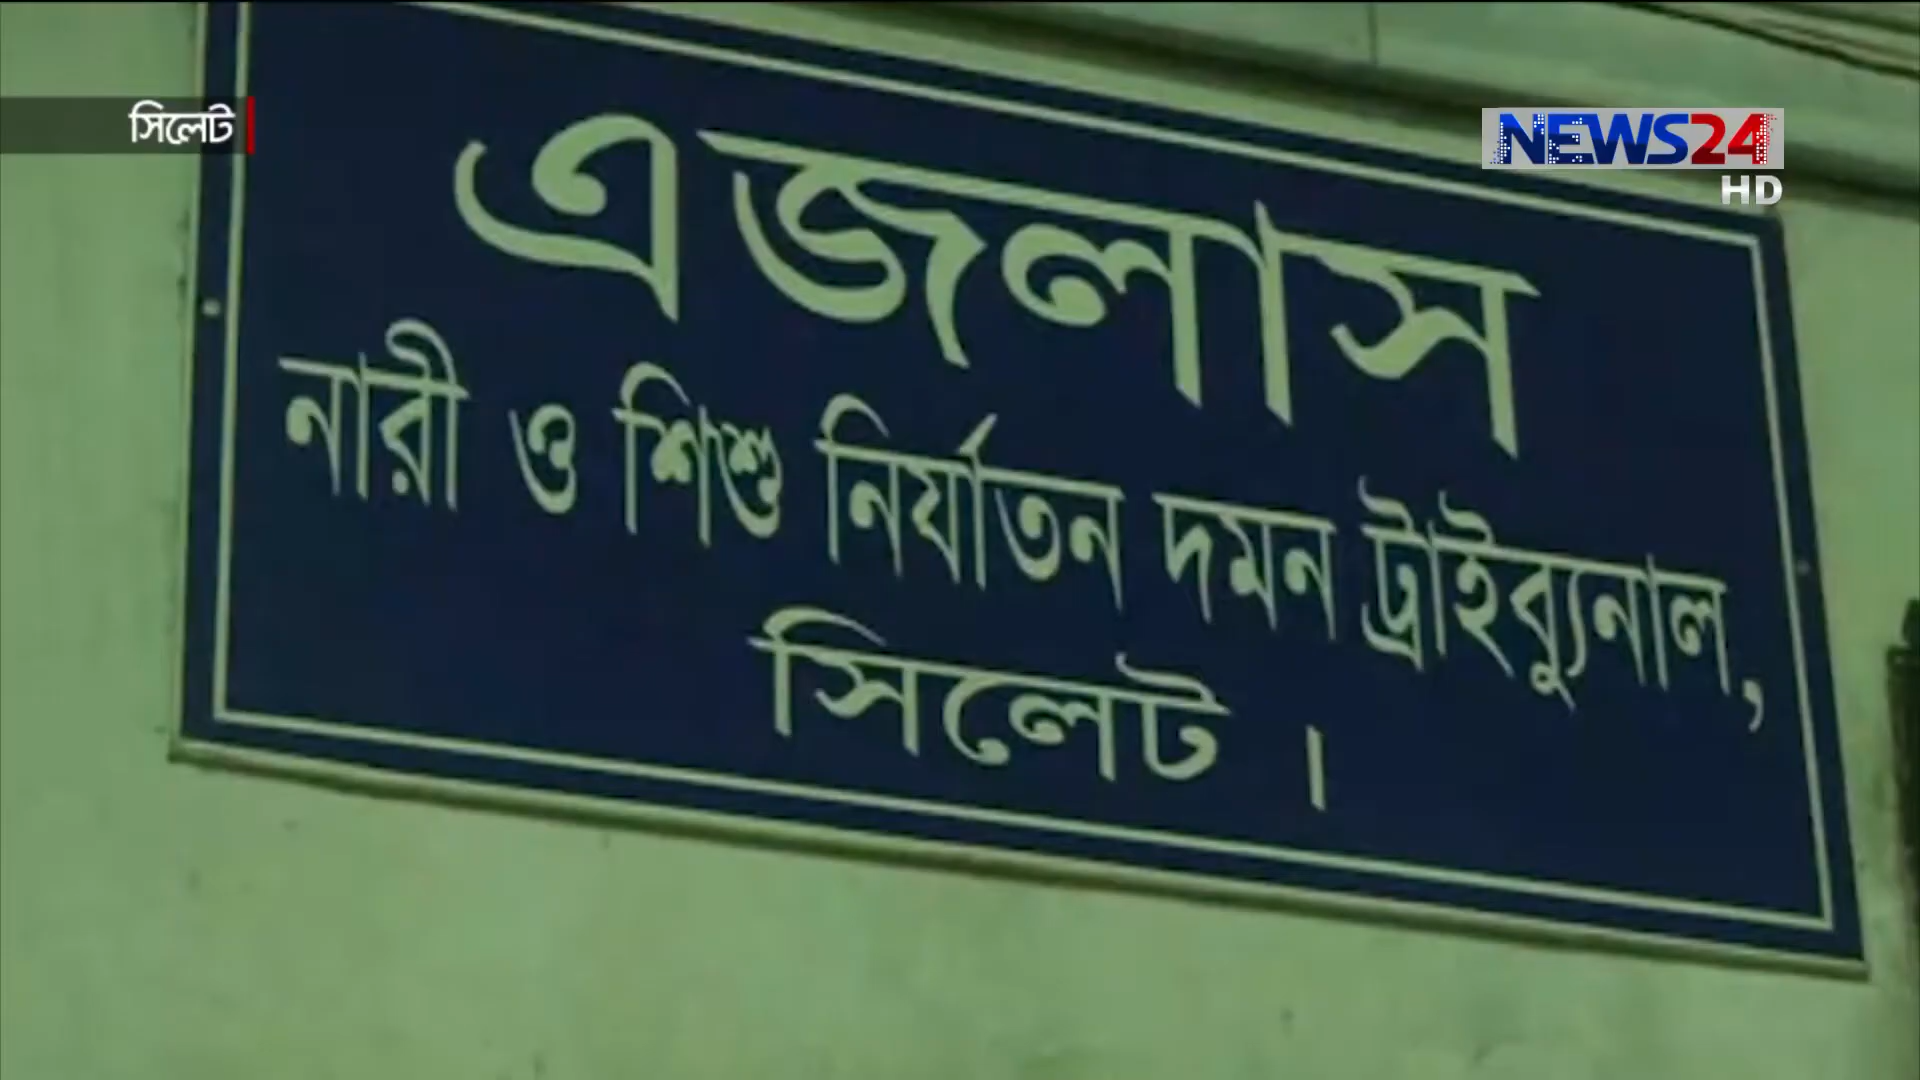 সিলেট
NEWS24
HD
এজলাস
নারী ও শিশু নির্যাতন দমন ট্রাইব্যুনাল,
সিলেট ।